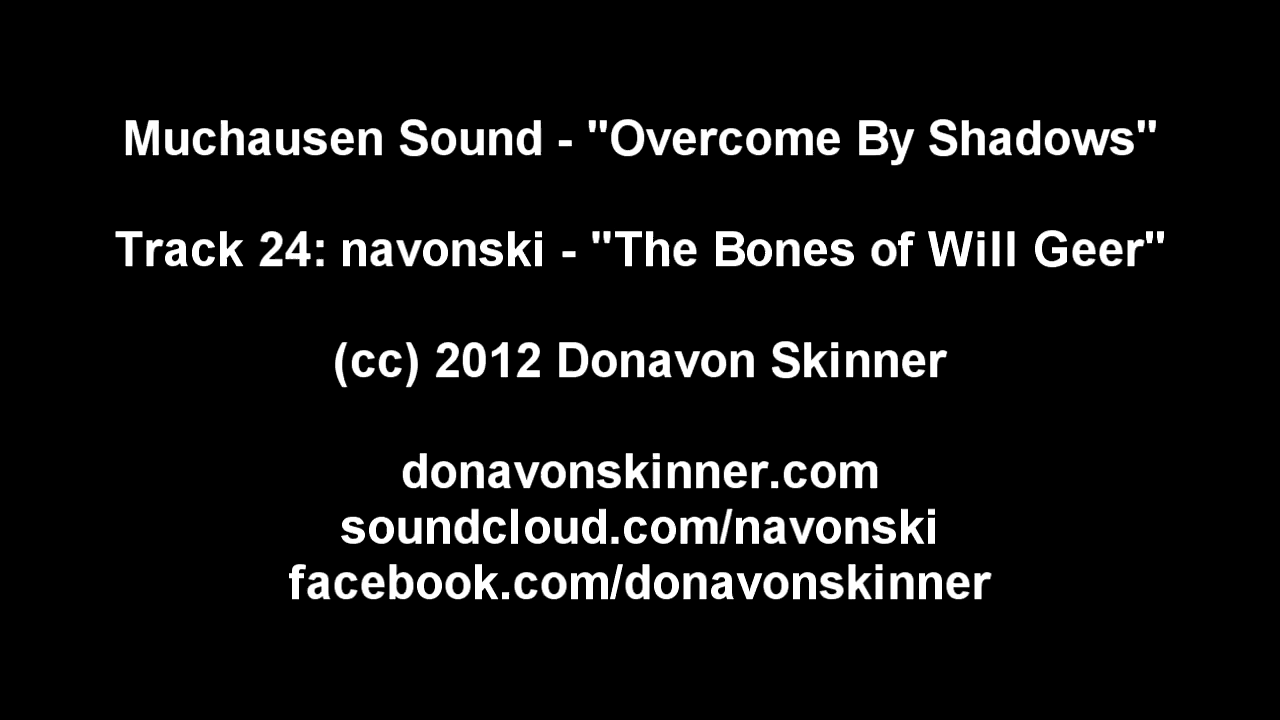 Muchausen Sound - "Overcome By Shadows"
Track 24: navonski - "The Bones of Will Geer"
(cc) 2012 Donavon Skinner
donavonskinner.com
soundcloud.com/navonski
facebook.com/donavonskinner